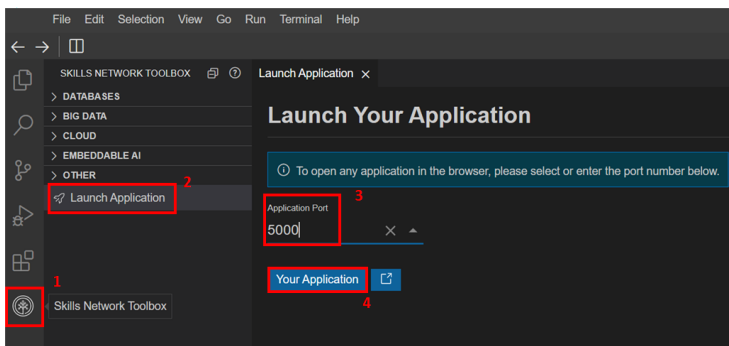 File Edit Selection View Go Run Terminal Help
SKILLS NETWORK TOOLBOX
Launch Application
DATABASES
BIG DATA
CLOUD
EMBEDDABLE AI
OTHER
2
Launch Application
Launch Your Application
To open any application in the browser, please select or enter the port number below.
3
Application Port
5000
Your Application
4
1
Skills Network Toolbox